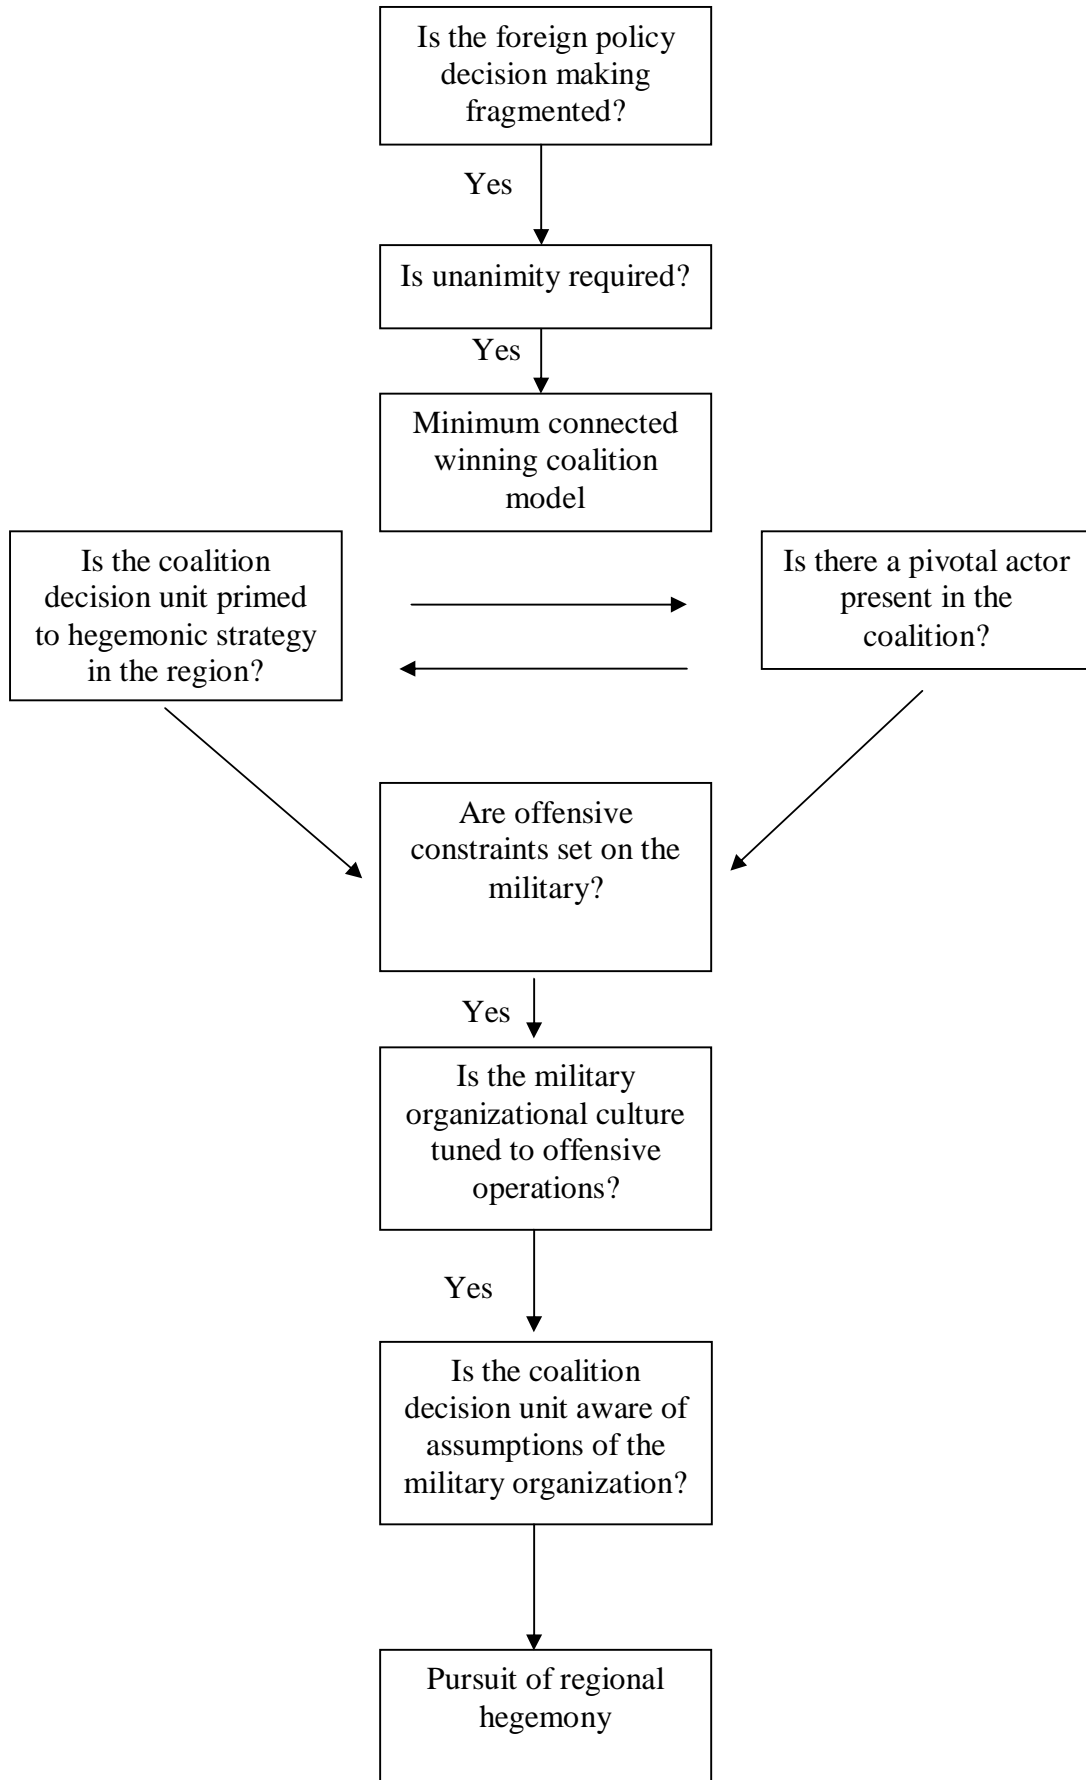 Is the foreign policy
decision making
fragmented?
Yes
Is unanimity required?
Yes
Minimum connected
winning coalition
model
Is the coalition
decision unit primed
to hegemonic strategy
in the region?
Is there a pivotal actor
present in the
coalition?
Are offensive
constraints set on the
military?
Yes
Is the military
organizational culture
tuned to offensive
operations?
Yes
Is the coalition
decision unit aware of
assumptions of the
military organization?
Pursuit of regional
hegemony